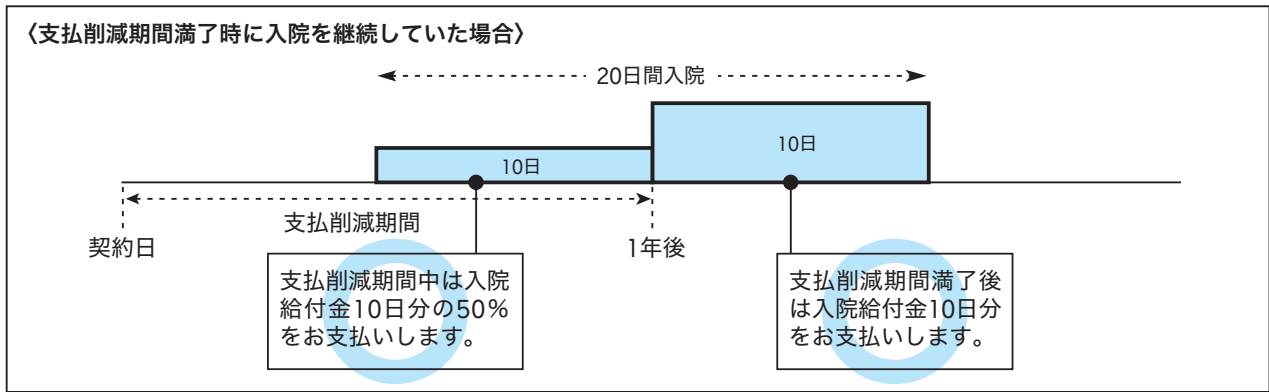 〈支払削減期間満了時に入院を継続していた場合〉
20日間入院
10日
10日
支払削減期間
契約日
1年後
支払削減期間中は入院
給付金10日分の50％
をお支払いします。
支払削減期間満了後
は入院給付金10日分
をお支払いします。